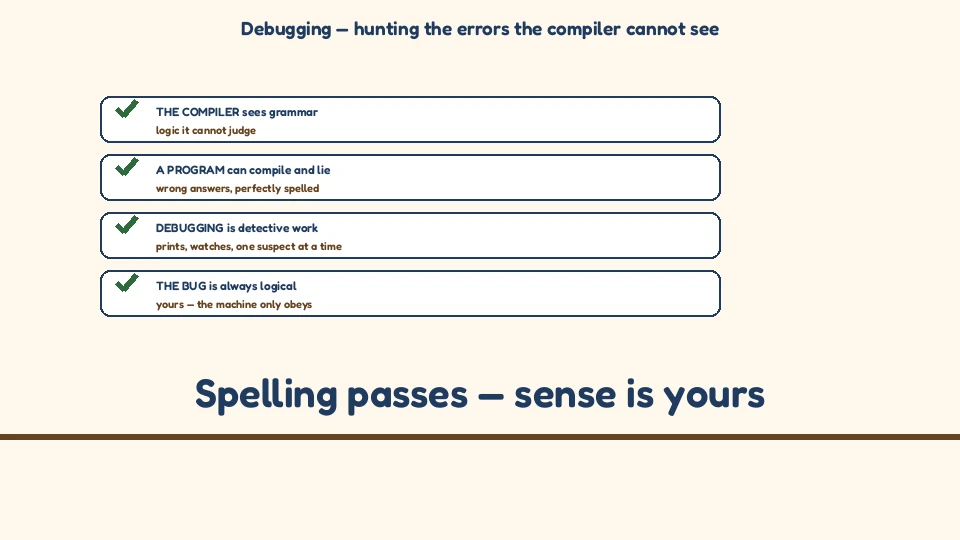 Debugging — hunting the errors the compiler cannot see
THE COMPILER sees grammar
logic it cannot judge
A PROGRAM can compile and lie
wrong answers, perfectly spelled
DEBUGGING is detective work
prints, watches, one suspect at a time
THE BUG is always logical
yours — the machine only obeys
Spelling passes — sense is yours